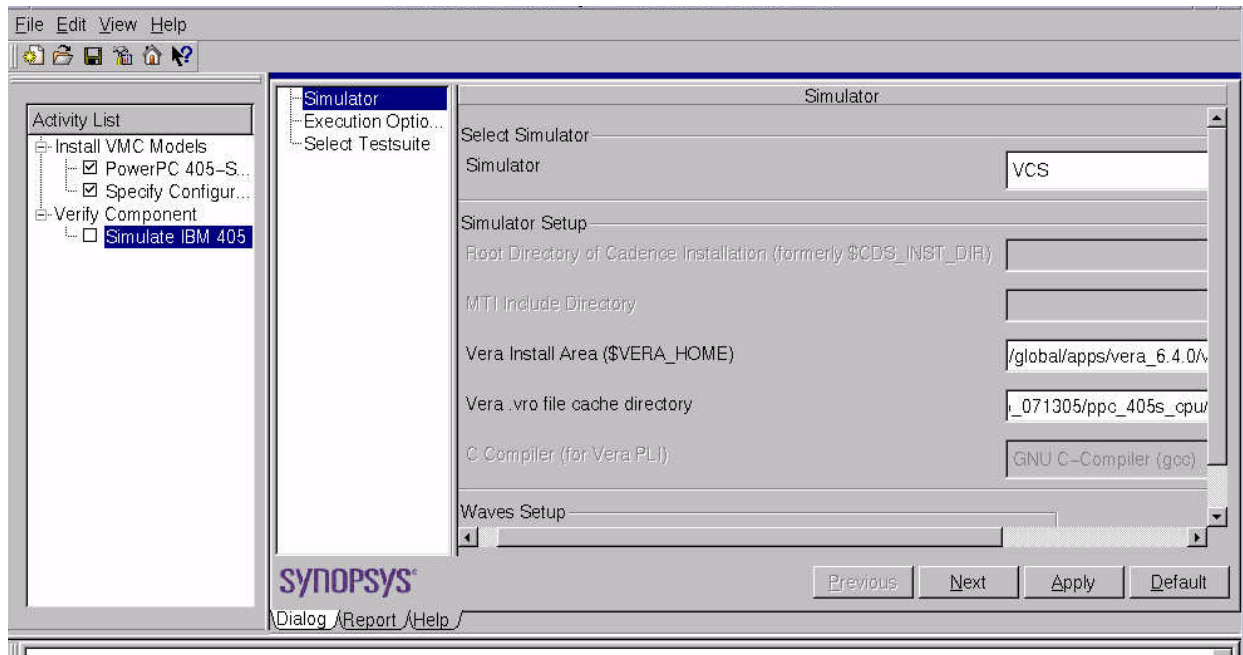 File Edit View Help
Activity List
Install VMC Models
PowerPC 405-S...
Specify Configur...
Verify Component
Simulate IBM 405
Simulator
Execution Optio...
Select Testsuite
Simulator
Select Simulator
Simulator VCS
Simulator Setup
Root Directory of Cadence Installation (formerly $CDS_INST_DIR)
MTI Include Directory
Vera Install Area ($VERA_HOME) /global/apps/vera_6.4.0/v
Vera .vro file cache directory _071305/ppc_405s_cpu/
C Compiler (for Vera PLI) GNU C-Compiler (gcc)
Waves Setup
SYNOPSYS
Previous Next Apply Default
Dialog Report Help